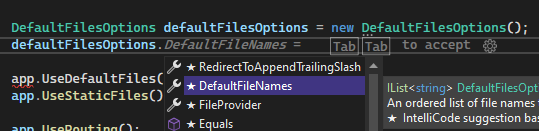 DefaultFilesOptions defaultFilesOptions = new DefaultFilesOptions();
defaultFilesOptions.DefaultFileNames = Tab Tab to accept
★ RedirectToAppendTrailingSlash
app.UseDefaultFiles(
★ DefaultFileNames
IList<string> DefaultFilesOpt
app.UseStaticFiles()
★ FileProvider
An ordered list of file names
★ Equals
★ IntelliCode suggestion bas
app.UseRouting();